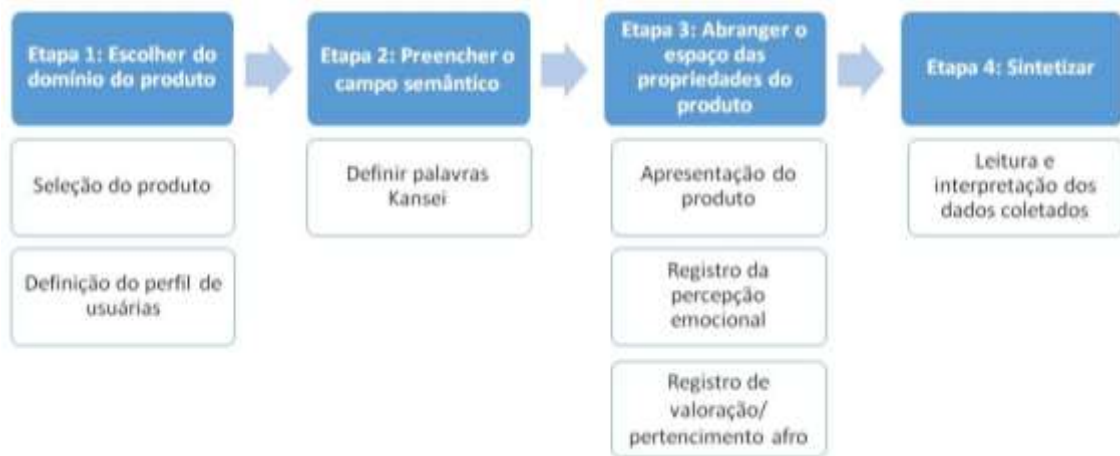 Etapa 1: Escolher do
domínio do produto
Seleção do produto
Definição do perfil de
usuárias
Etapa 2: Preencher o
campo semântico
Definir palavras
Kansei
Etapa 3: Abranger o
espaço das
propriedades do
produto
Apresentação do
produto
Registro da
percepção
emocional
Registro de
valoração/
pertencimento afro
Etapa 4: Sintetizar
Leitura e
interpretação dos
dados coletados